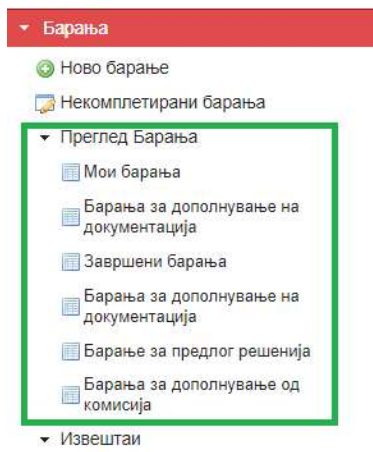 Барања
Ново барање
Некомплетирани барања
Преглед Барања
Мои барања
Барања за дополнување на
документација
Завршени барања
Барања за дополнување на
документација
Барање за предлог решенија
Барања за дополнување од
комисија
Извештаи